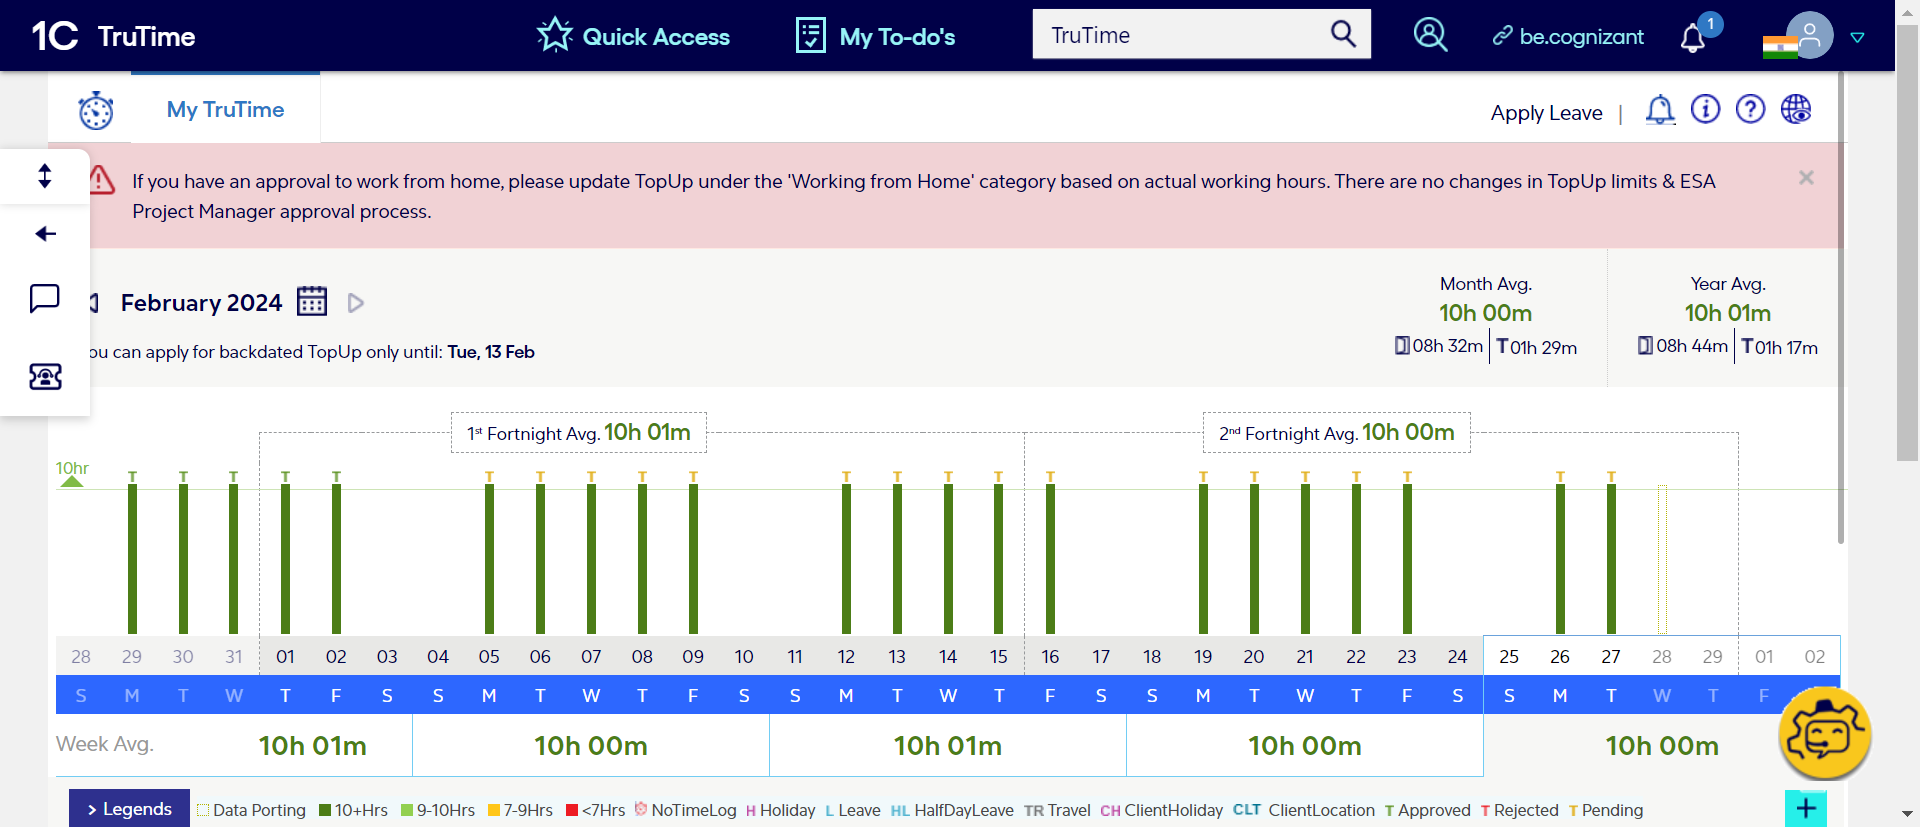 1C TruTime Quick Access My To-do's TruTime be.cognizant 1
My TruTime Apply Leave |
If you have an approval to work from home, please update TopUp under the 'Working from Home' category based on actual working hours. There are no changes in TopUp limits & ESA
Project Manager approval process.
February 2024
ou can apply for backdated TopUp only until: Tue, 13 Feb
Month Avg.
10h 00m
08h 32m T 01h 29m
Year Avg.
10h 01m
08h 44m T 01h 17m
1st Fortnight Avg. 10h 01m
2nd Fortnight Avg. 10h 00m
10hr
T T T T T T T T T T T T T T T T T T T T T T
28 29 30 31 01 02 03 04 05 06 07 08 09 10 11 12 13 14 15 16 17 18 19 20 21 22 23 24 25 26 27 28 29 01 02
S M T W T F S S M T W T F S S M T W T F S S M T W T F S S M T W T F
Week Avg. 10h 01m 10h 00m 10h 01m 10h 00m 10h 00m
> Legends Data Porting 10+Hrs 9-10Hrs 7-9Hrs <7Hrs NoTimeLog H Holiday L Leave HL HalfDayLeave TR Travel CH ClientHoliday CLT ClientLocation T Approved T Rejected T Pending